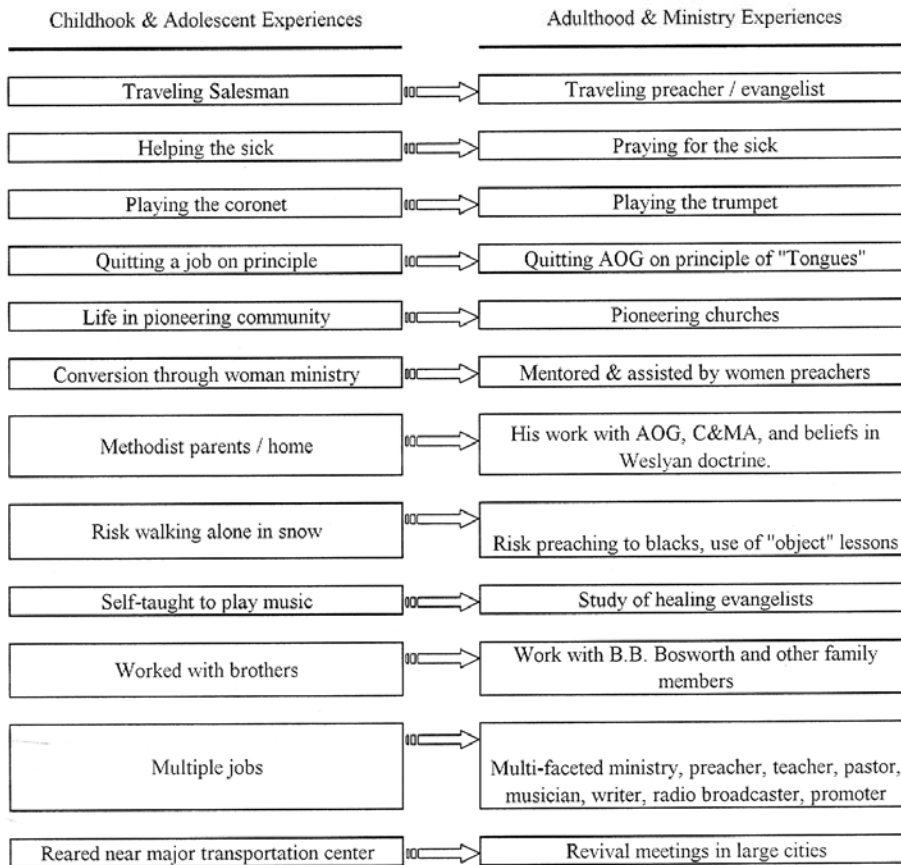 Childhook & Adolescent Experiences
Adulthood & Ministry Experiences
Traveling Salesman
Traveling preacher / evangelist
Helping the sick
Praying for the sick
Playing the coronet
Playing the trumpet
Quitting a job on principle
Quitting AOG on principle of "Tongues"
Life in pioneering community
Pioneering churches
Conversion through woman ministry
Mentored & assisted by women preachers
Methodist parents / home
His work with AOG, C&MA, and beliefs in
Weslyan doctrine.
Risk walking alone in snow
Risk preaching to blacks, use of "object" lessons
Self-taught to play music
Study of healing evangelists
Worked with brothers
Work with B.B. Bosworth and other family
members
Multiple jobs
Multi-faceted ministry, preacher, teacher, pastor,
musician, writer, radio broadcaster, promoter
Reared near major transportation center
Revival meetings in large cities